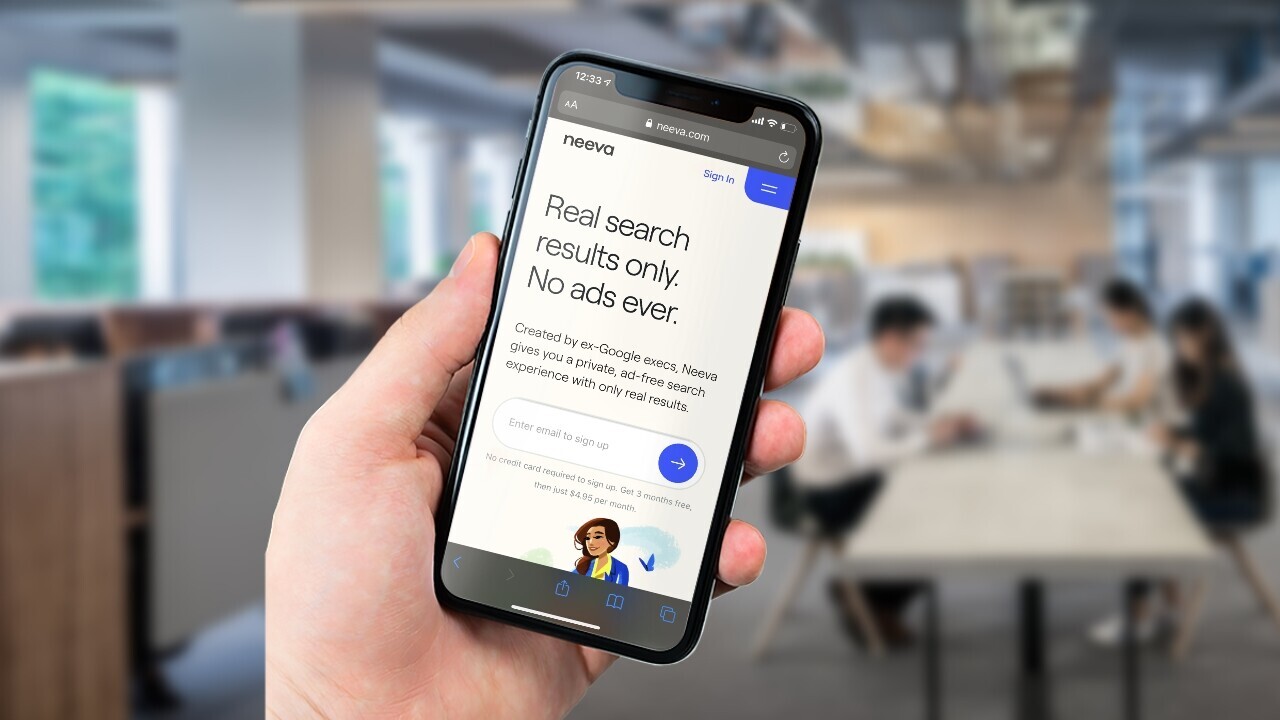 12:33
AA
neeva.com
neeva
Sign In
Real search
results only.
No ads ever.
Created by ex-Google execs, Neeva
gives you a private, ad-free search
experience with only real results.
Enter email to sign up
No credit card required to sign up. Get 3 months free,
then just $4.95 per month.